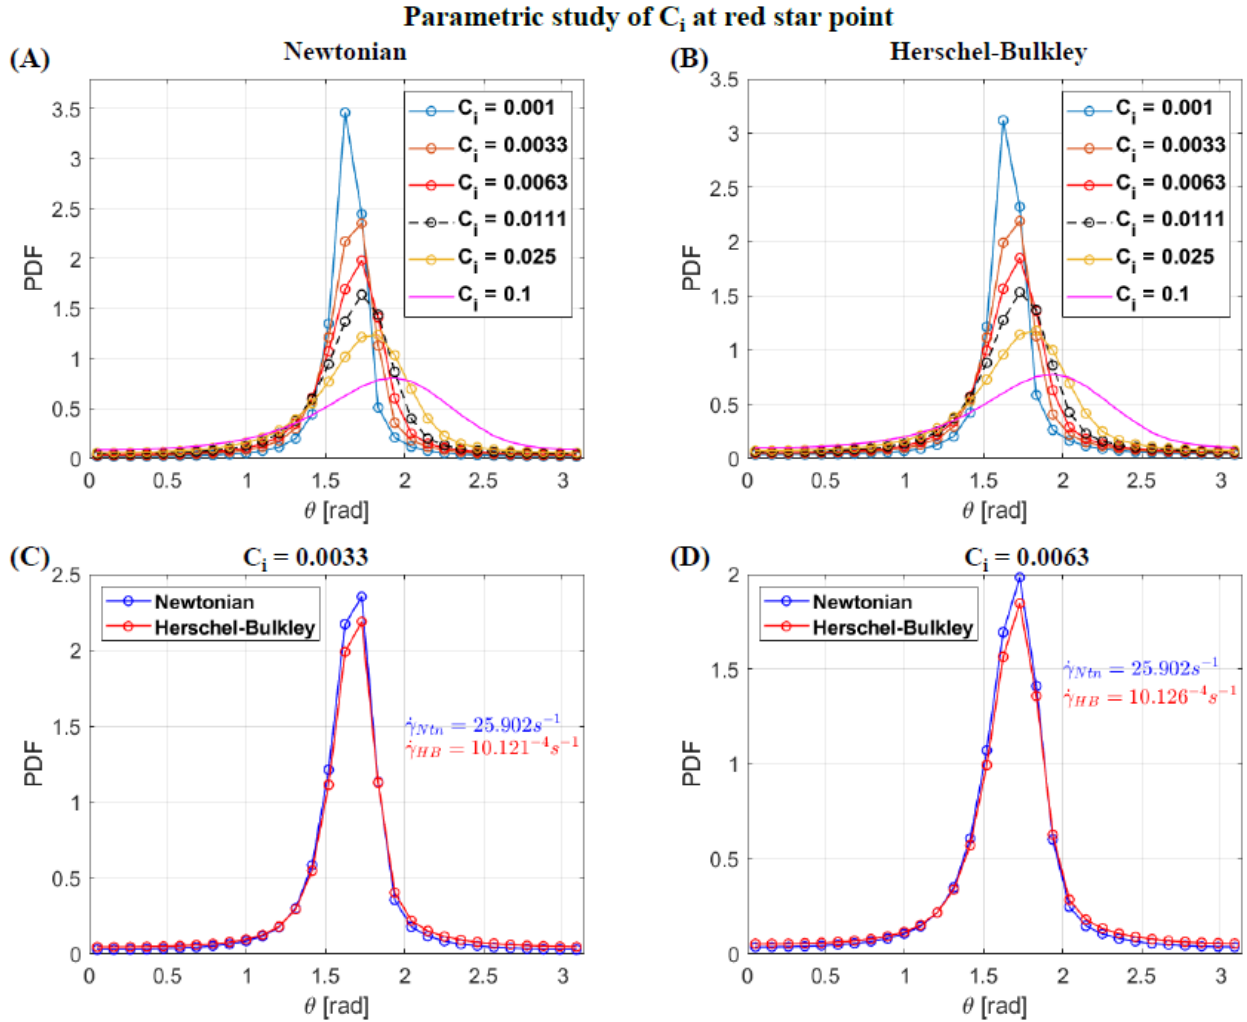 Parametric study of Cᵢ at red star point
(A)
Newtonian
3.5
3
2.5
2
1.5
1
0.5
0
PDF
0 0.5 1 1.5 2 2.5 3
θ [rad]
Cᵢ = 0.001
Cᵢ = 0.0033
Cᵢ = 0.0063
Cᵢ = 0.0111
Cᵢ = 0.025
Cᵢ = 0.1
(B)
Herschel-Bulkley
3.5
3
2.5
2
1.5
1
0.5
0
PDF
0 0.5 1 1.5 2 2.5 3
θ [rad]
Cᵢ = 0.001
Cᵢ = 0.0033
Cᵢ = 0.0063
Cᵢ = 0.0111
Cᵢ = 0.025
Cᵢ = 0.1
(C)
Cᵢ = 0.0033
2.5
2
1.5
1
0.5
0
PDF
0 0.5 1 1.5 2 2.5 3
θ [rad]
Newtonian
Herschel-Bulkley
γ̇_Ntn = 25.902s⁻¹
γ̇_HB = 10.121⁻⁴s⁻¹
(D)
Cᵢ = 0.0063
2
1.5
1
0.5
0
PDF
0 0.5 1 1.5 2 2.5 3
θ [rad]
Newtonian
Herschel-Bulkley
γ̇_Ntn = 25.902s⁻¹
γ̇_HB = 10.126⁻⁴s⁻¹